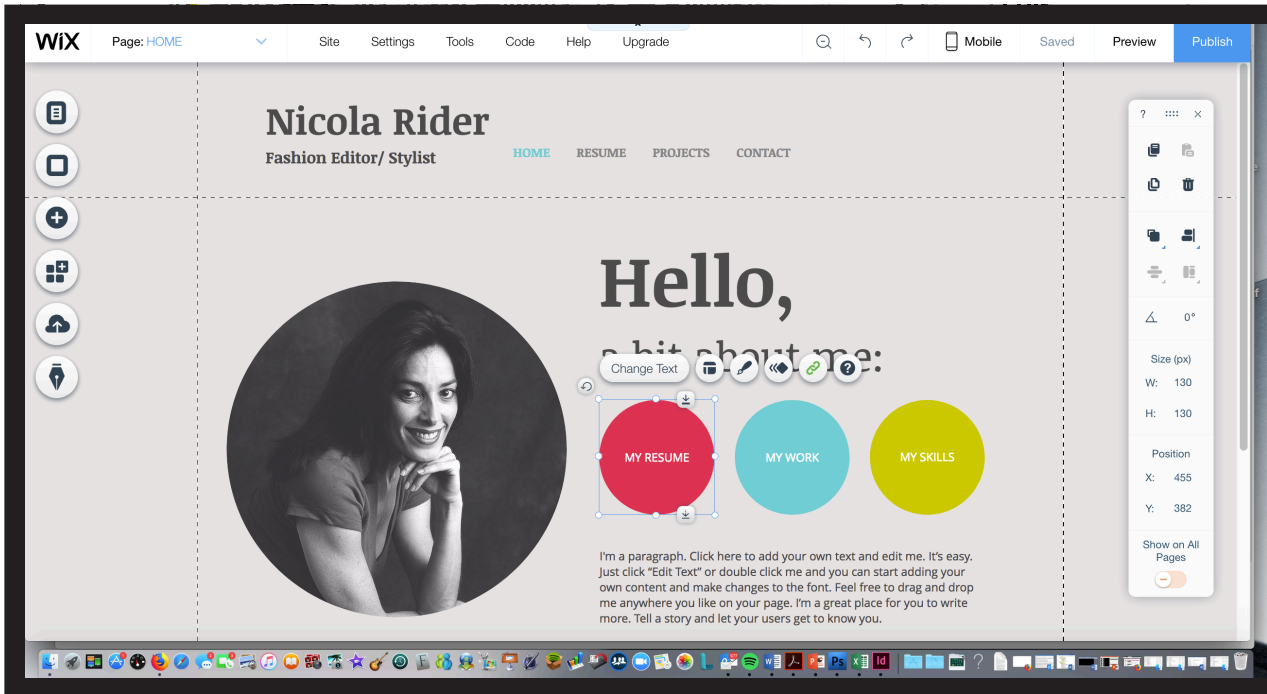 WiX Page: HOME Site Settings Tools Code Help Upgrade Mobile Saved Preview Publish
Nicola Rider
Fashion Editor/ Stylist
HOME RESUME PROJECTS CONTACT
Hello,
a bit about me:
Change Text
MY RESUME MY WORK MY SKILLS
I'm a paragraph. Click here to add your own text and edit me. It's easy.
Just click “Edit Text” or double click me and you can start adding your
own content and make changes to the font. Feel free to drag and drop
me anywhere you like on your page. I'm a great place for you to write
more. Tell a story and let your users get to know you.
?
0°
Size (px)
W: 130
H: 130
Position
X: 455
Y: 382
Show on All
Pages
Ps
Id